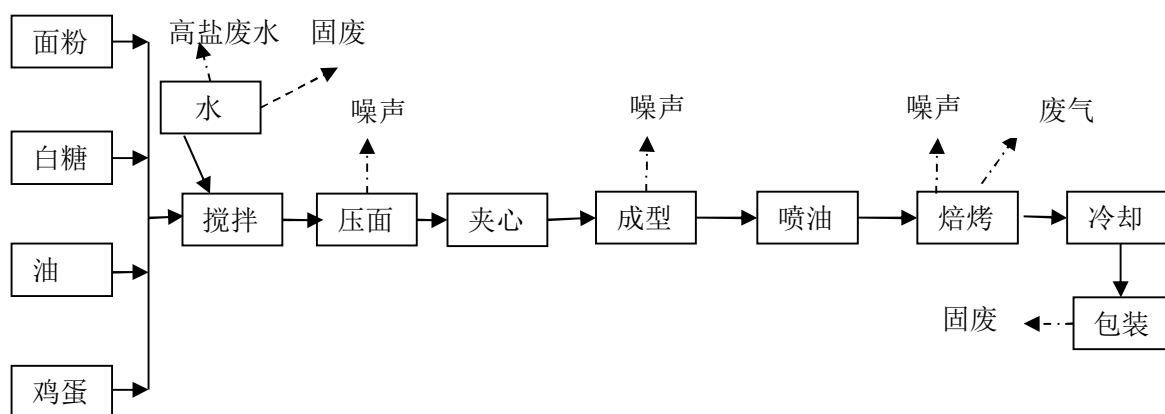 面粉
高盐废水
固废
水
噪声
噪声
噪声
废气
白糖
搅拌
压面
夹心
成型
喷油
焙烤
冷却
油
固废
包装
鸡蛋